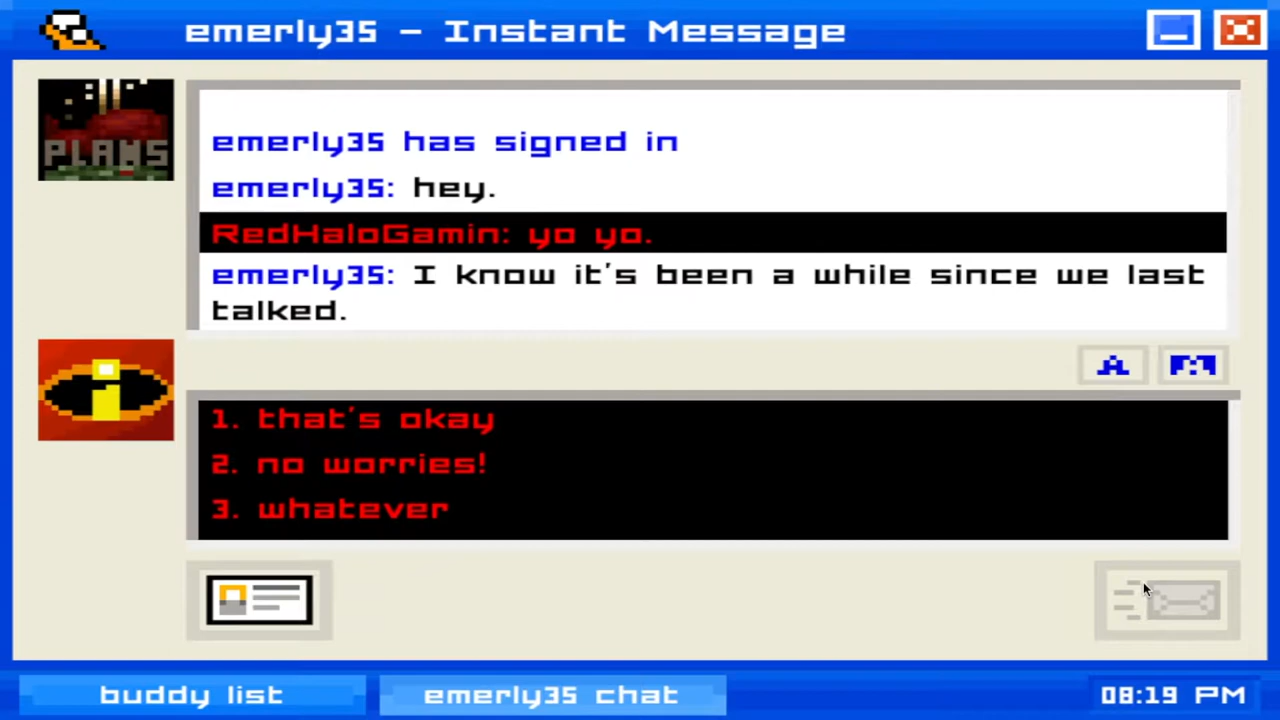 emerly35 - Instant Message
PLANS
emerly35 has signed in
emerly35: hey.
RedHaloGamin: yo yo.
emerly35: I know it's been a while since we last
talked.
A M
1. that's okay
2. no worries!
3. whatever
buddy list
emerly35 chat
08:19 PM